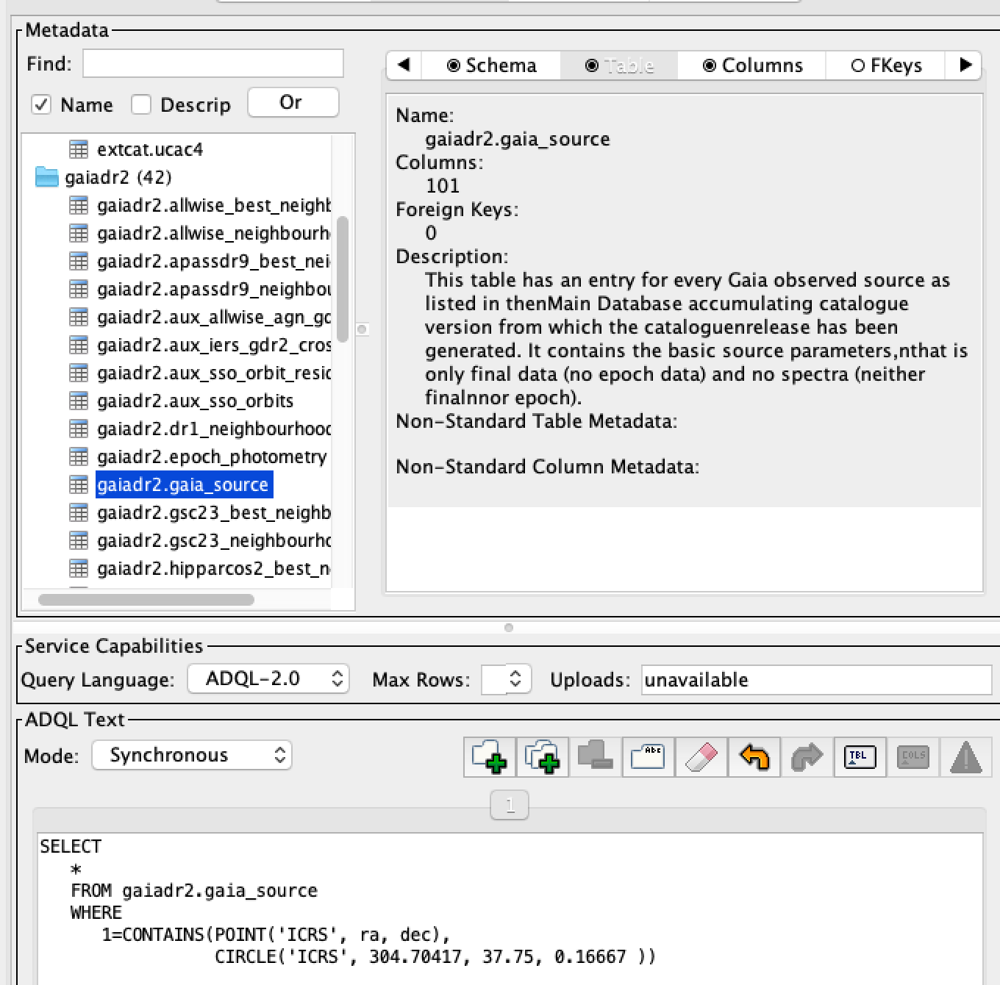 Metadata
Find:
Name Descrip Or
extcat.ucac4
gaiadr2 (42)
gaiadr2.allwise_best_neighb
gaiadr2.allwise_neighbourh
gaiadr2.apassdr9_best_nei
gaiadr2.apassdr9_neighbou
gaiadr2.aux_allwise_agn_gd
gaiadr2.aux_iers_gdr2_cros
gaiadr2.aux_sso_orbit_resid
gaiadr2.aux_sso_orbits
gaiadr2.dr1_neighbourhood
gaiadr2.epoch_photometry
gaiadr2.gaia_source
gaiadr2.gsc23_best_neighb
gaiadr2.gsc23_neighbourho
gaiadr2.hipparcos2_best_n
Schema Table Columns FKeys
Name:
gaiadr2.gaia_source
Columns:
101
Foreign Keys:
0
Description:
This table has an entry for every Gaia observed source as
listed in thenMain Database accumulating catalogue
version from which the cataloguenrelease has been
generated. It contains the basic source parameters,nthat is
only final data (no epoch data) and no spectra (neither
finalnnor epoch).
Non-Standard Table Metadata:
Non-Standard Column Metadata:
Service Capabilities
Query Language: ADQL-2.0 Max Rows: Uploads: unavailable
ADQL Text
Mode: Synchronous Abc TBL COLS
1
SELECT
*
FROM gaiadr2.gaia_source
WHERE
1=CONTAINS(POINT('ICRS', ra, dec),
CIRCLE('ICRS', 304.70417, 37.75, 0.16667 ))